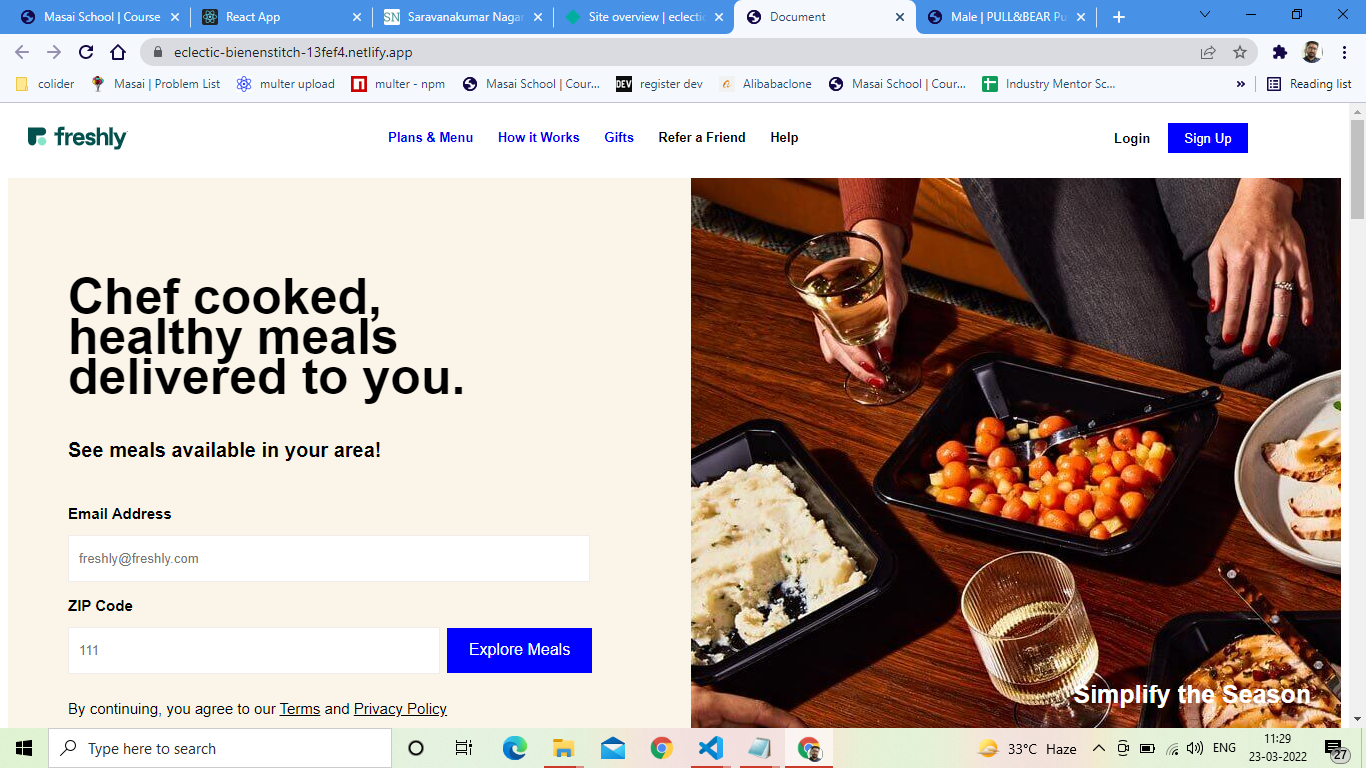 Masai School | Course
React App
Saravanakumar Nagar
Site overview | eclectic
Document
Male | PULL&BEAR Pu
eclectic-bienenstitch-13fef4.netlify.app
colider
Masai | Problem List
multer upload
multer - npm
Masai School | Cour...
register dev
Alibabaclone
Masai School | Cour...
Industry Mentor Sc...
»
Reading list
freshly
Plans & Menu
How it Works
Gifts
Refer a Friend
Help
Login
Sign Up
Chef cooked,
healthy meals
delivered to you.
See meals available in your area!
Email Address
freshly@freshly.com
ZIP Code
111
Explore Meals
By continuing, you agree to our Terms and Privacy Policy
Simplify the Season
Type here to search
33°C Haze
ENG
11:29
23-03-2022
27